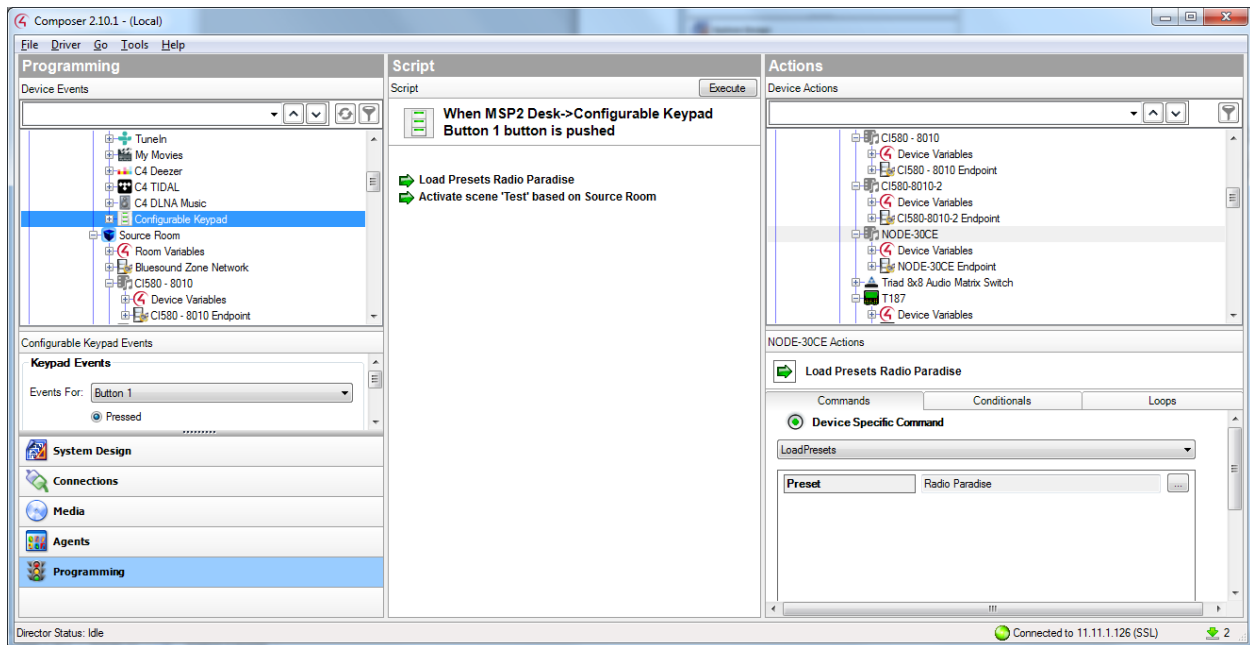 Composer 2.10.1 - (Local)
File Driver Go Tools Help
Programming
Device Events
TuneIn
My Movies
C4 Deezer
C4 TIDAL
C4 DLNA Music
Configurable Keypad
Source Room
Room Variables
Bluesound Zone Network
CI580 - 8010
Device Variables
CI580 - 8010 Endpoint
Configurable Keypad Events
Keypad Events
Events For: Button 1
Pressed
System Design
Connections
Media
Agents
Programming
Script
Script Execute
When MSP2 Desk->Configurable Keypad
Button 1 button is pushed
Load Presets Radio Paradise
Activate scene 'Test' based on Source Room
Actions
Device Actions
CI580 - 8010
Device Variables
CI580 - 8010 Endpoint
CI580-8010-2
Device Variables
CI580-8010-2 Endpoint
NODE-30CE
Device Variables
NODE-30CE Endpoint
Triad 8x8 Audio Matrix Switch
T187
Device Variables
NODE-30CE Actions
Load Presets Radio Paradise
Commands Conditionals Loops
Device Specific Command
LoadPresets
Preset Radio Paradise ...
Director Status: Idle
Connected to 11.11.1.126 (SSL) 2